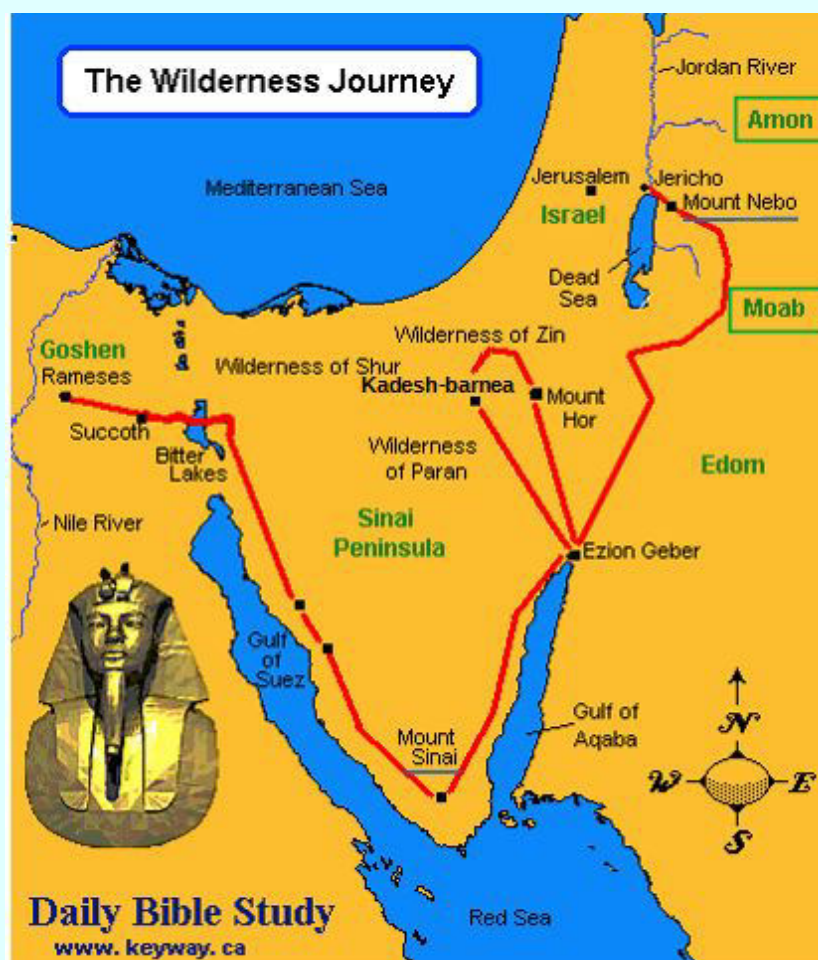 The Wilderness Journey
Jordan River
Amon
Mediterranean Sea
Jerusalem
Jericho
Mount Nebo
Israel
Dead
Sea
Moab
Goshen
Rameses
Wilderness of Shur
Wilderness of Zin
Kadesh-barnea
Mount
Hor
Succoth
Bitter
Lakes
Wilderness
of Paran
Edom
Nile River
Sinai
Peninsula
Ezion Geber
Gulf
of
Suez
Gulf of
Aqaba
Mount
Sinai
N
W
E
S
Red Sea
Daily Bible Study
www.keyway.ca